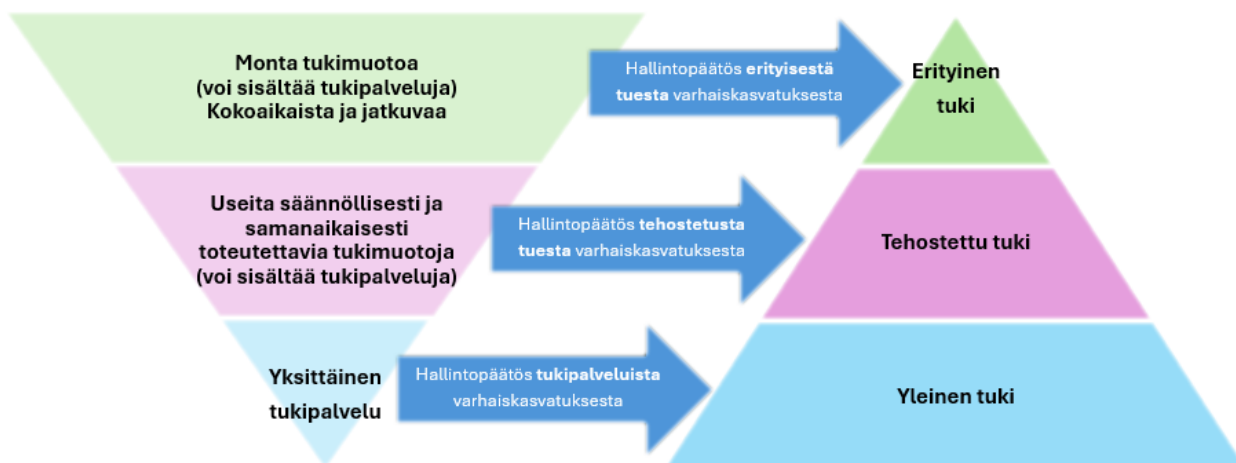 Monta tukimuotoa
(voi sisältää tukipalveluja)
Kokoaikaista ja jatkuvaa
Hallintopäätös erityisestä
tuesta varhaiskasvatuksesta
Erityinen
tuki
Useita säännöllisesti ja
samanaikaisesti
toteutettavia tukimuotoja
(voi sisältää tukipalveluja)
Hallintopäätös tehostetusta
tuesta varhaiskasvatuksesta
Tehostettu tuki
Yksittäinen
tukipalvelu
Hallintopäätös tukipalveluista
varhaiskasvatuksesta
Yleinen tuki